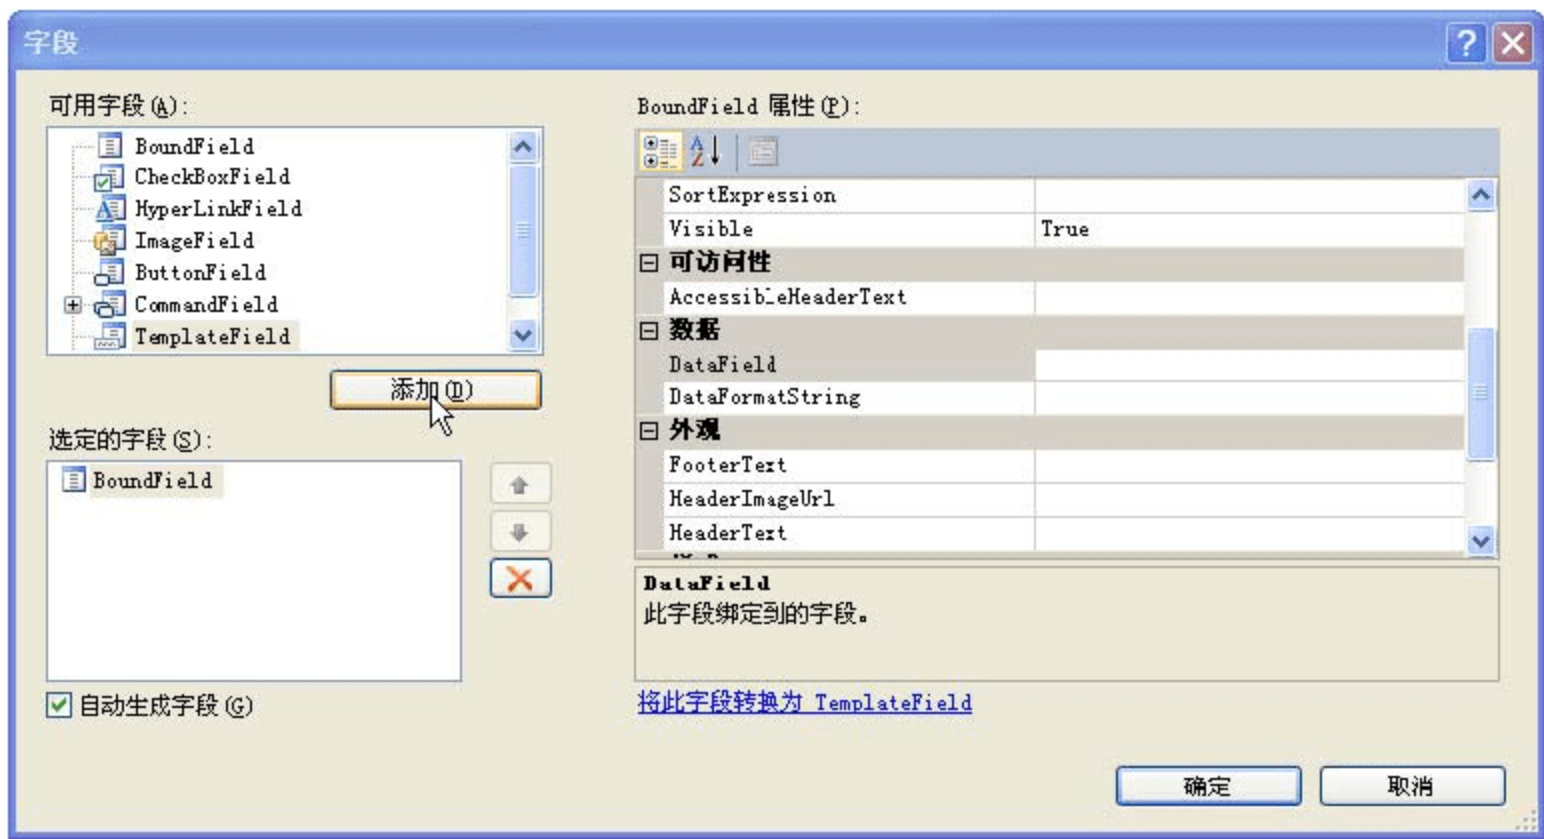 字段
可用字段(A):
BoundField
CheckBoxField
HyperLinkField
ImageField
ButtonField
CommandField
TemplateField
添加(D)
选定的字段(S):
BoundField
自动生成字段(G)
BoundField 属性(P):
SortExpression
Visible True
可访问性
AccessibleHeaderText
数据
DataField
DataFormatString
外观
FooterText
HeaderImageUrl
HeaderText
DataField
此字段绑定到的字段。
将此字段转换为 TemplateField
确定
取消